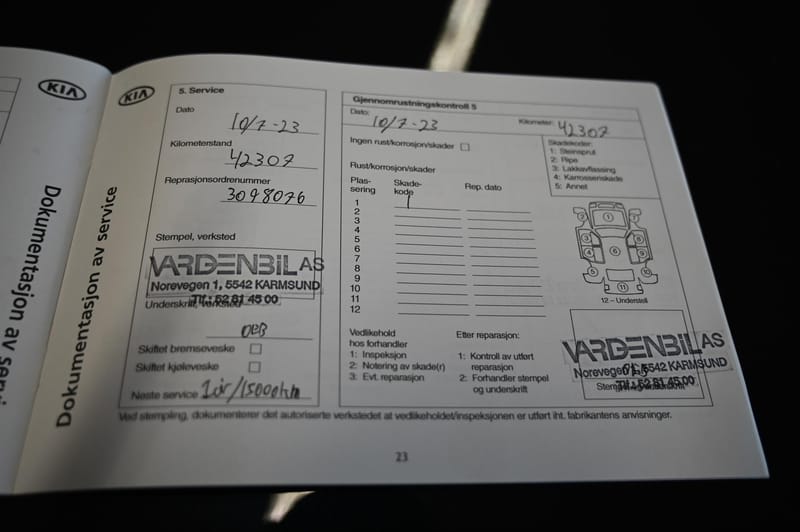 KIA
Dokumentasjon av servi
KIA
Dokumentasjon av service
5. Service
Dato
10/7-23
Kilometerstand
42307
Reprasjonsordrenummer
3098076
Stempel, verksted
VARDENBIL AS
Norevegen 1, 5542 KARMSUND
Tlf.: 52 81 45 00
Underskrift, verksted
Skiftet bremsevæske
Skiftet kjølevæske
Neste service 1år/15000km
Gjennomrustningskontroll 5
Dato: 10/7-23
Kilometer: 42307
Ingen rust/korrosjon/skader
Skadekoder:
1: Steinsprut
2: Ripe
3: Lakkavflassing
4: Karrosseriskade
5: Annet
Rust/korrosjon/skader
Plas-
sering
Skade-
kode
Rep. dato
1
2
3
4
5
6
7
8
9
10
11
12
12 – Understell
Vedlikehold
hos forhandler
1: Inspeksjon
2: Notering av skade(r)
3: Evt. reparasjon
Etter reparasjon:
1: Kontroll av utført
reparasjon
2: Forhandler stempel
og underskrift
VARDENBIL AS
Norevegen 1, 5542 KARMSUND
Tlf.: 52 81 45 00
Ved stempling, dokumenterer det autoriserte verkstedet at vedlikeholdet/inspeksjonen er utført iht. fabrikantens anvisninger.
23